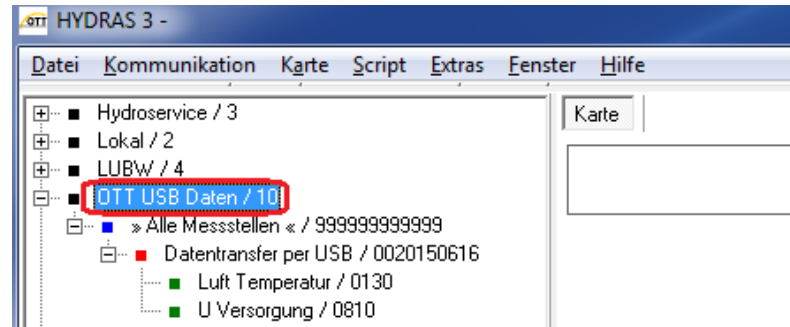 OTT HYDRAS 3 -
Datei Kommunikation Karte Script Extras Fenster Hilfe
Hydroservice / 3
Karte
Lokal / 2
LUBW / 4
OTT USB Daten / 10
» Alle Messstellen « / 999999999999
Datentransfer per USB / 0020150616
Luft Temperatur / 0130
U Versorgung / 0810